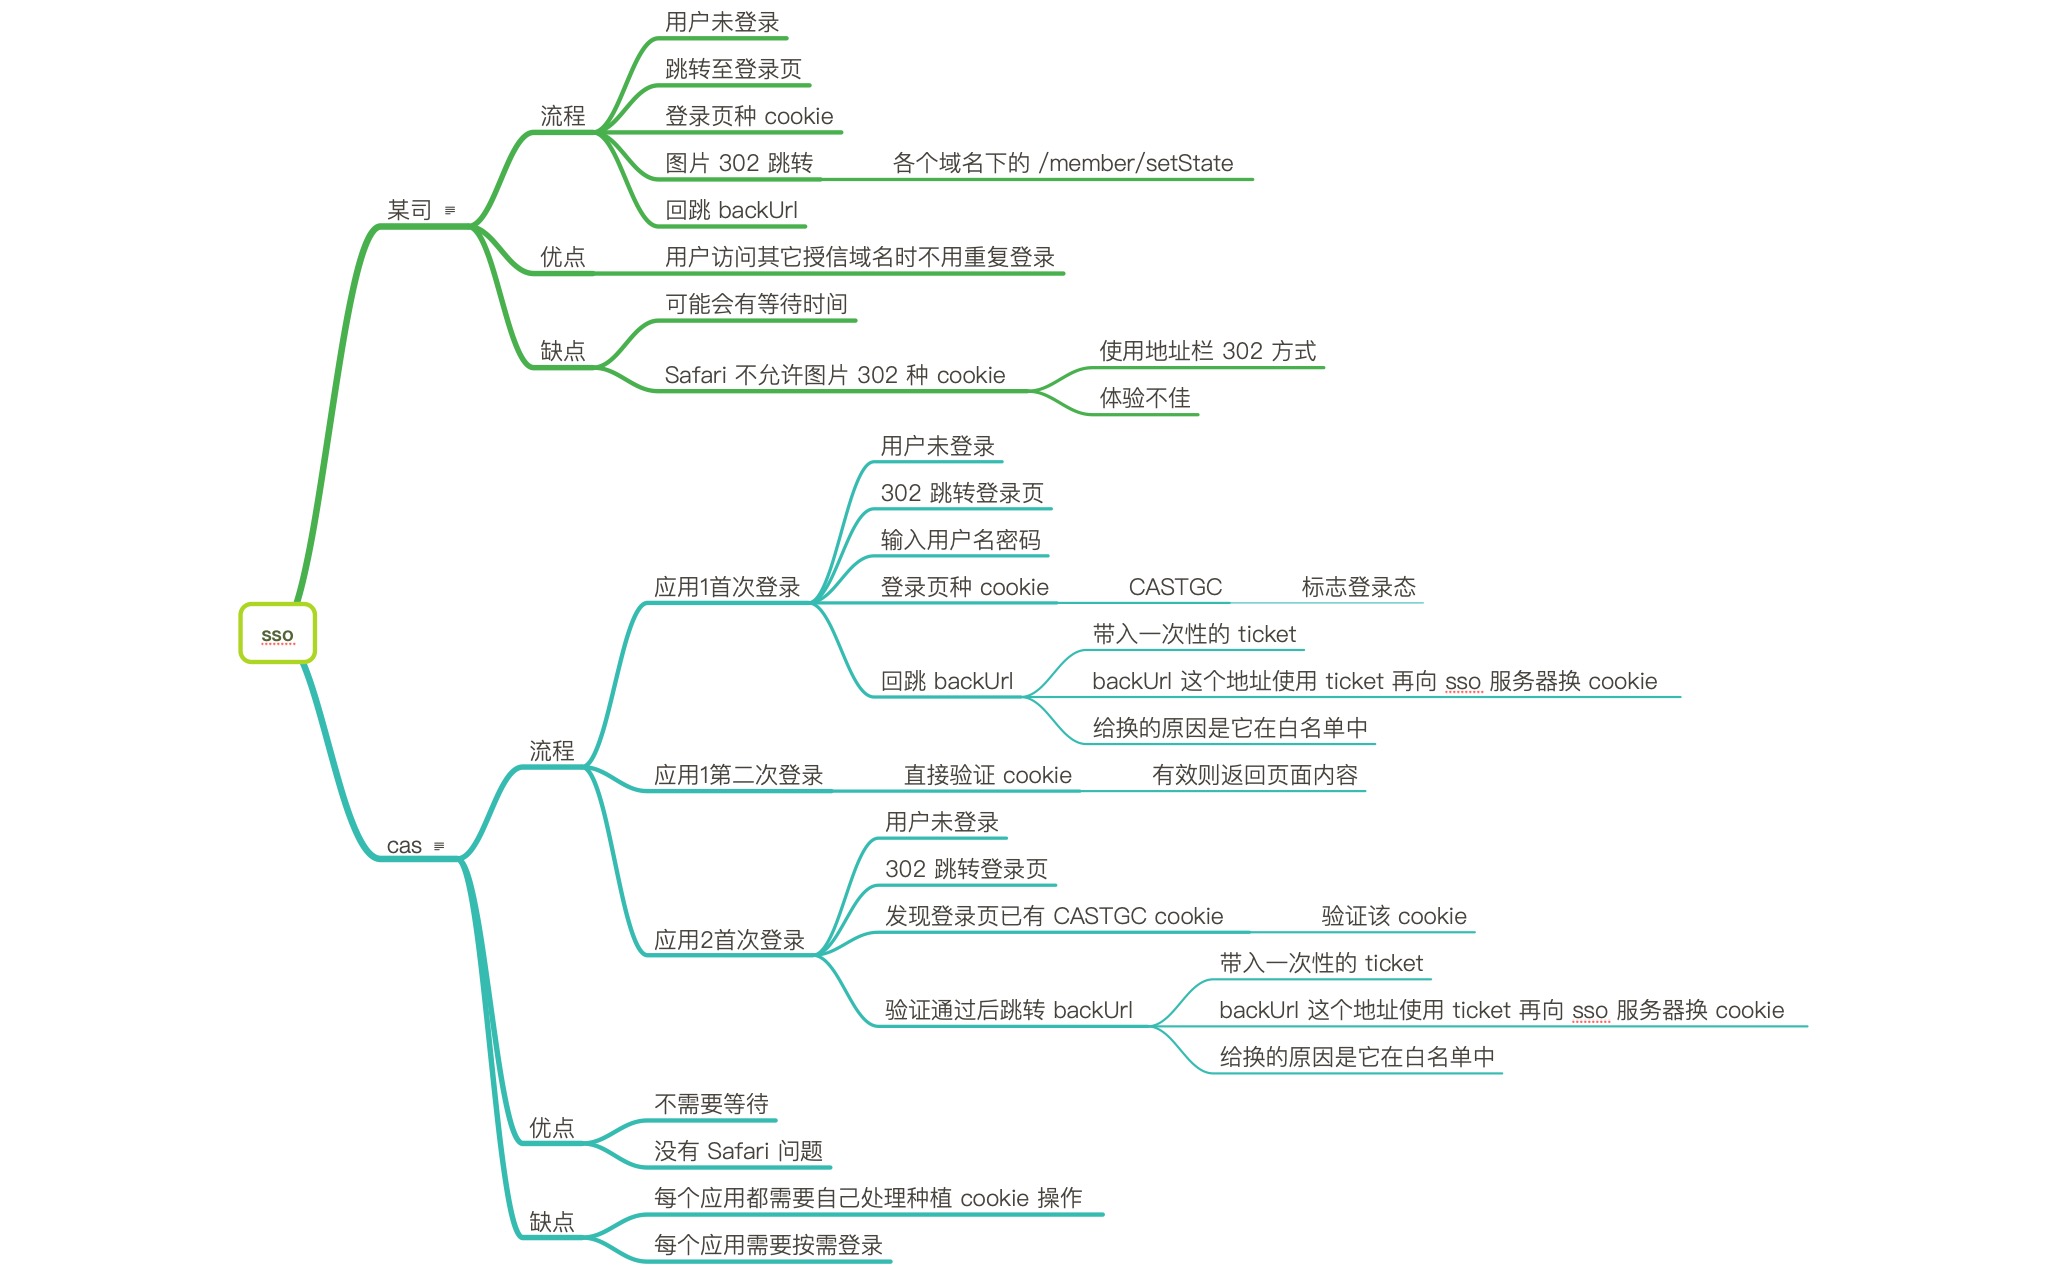 sso
某司
流程
用户未登录
跳转至登录页
登录页种 cookie
图片 302 跳转
各个域名下的 /member/setState
回跳 backUrl
优点
用户访问其它授信域名时不用重复登录
缺点
可能会有等待时间
Safari 不允许图片 302 种 cookie
使用地址栏 302 方式
体验不佳
cas
流程
应用1首次登录
用户未登录
302 跳转登录页
输入用户名密码
登录页种 cookie
CASTGC
标志登录态
回跳 backUrl
带入一次性的 ticket
backUrl 这个地址使用 ticket 再向 sso 服务器换 cookie
给换的原因是它在白名单中
应用1第二次登录
直接验证 cookie
有效则返回页面内容
应用2首次登录
用户未登录
302 跳转登录页
发现登录页已有 CASTGC cookie
验证该 cookie
验证通过后跳转 backUrl
带入一次性的 ticket
backUrl 这个地址使用 ticket 再向 sso 服务器换 cookie
给换的原因是它在白名单中
优点
不需要等待
没有 Safari 问题
缺点
每个应用都需要自己处理种植 cookie 操作
每个应用需要按需登录